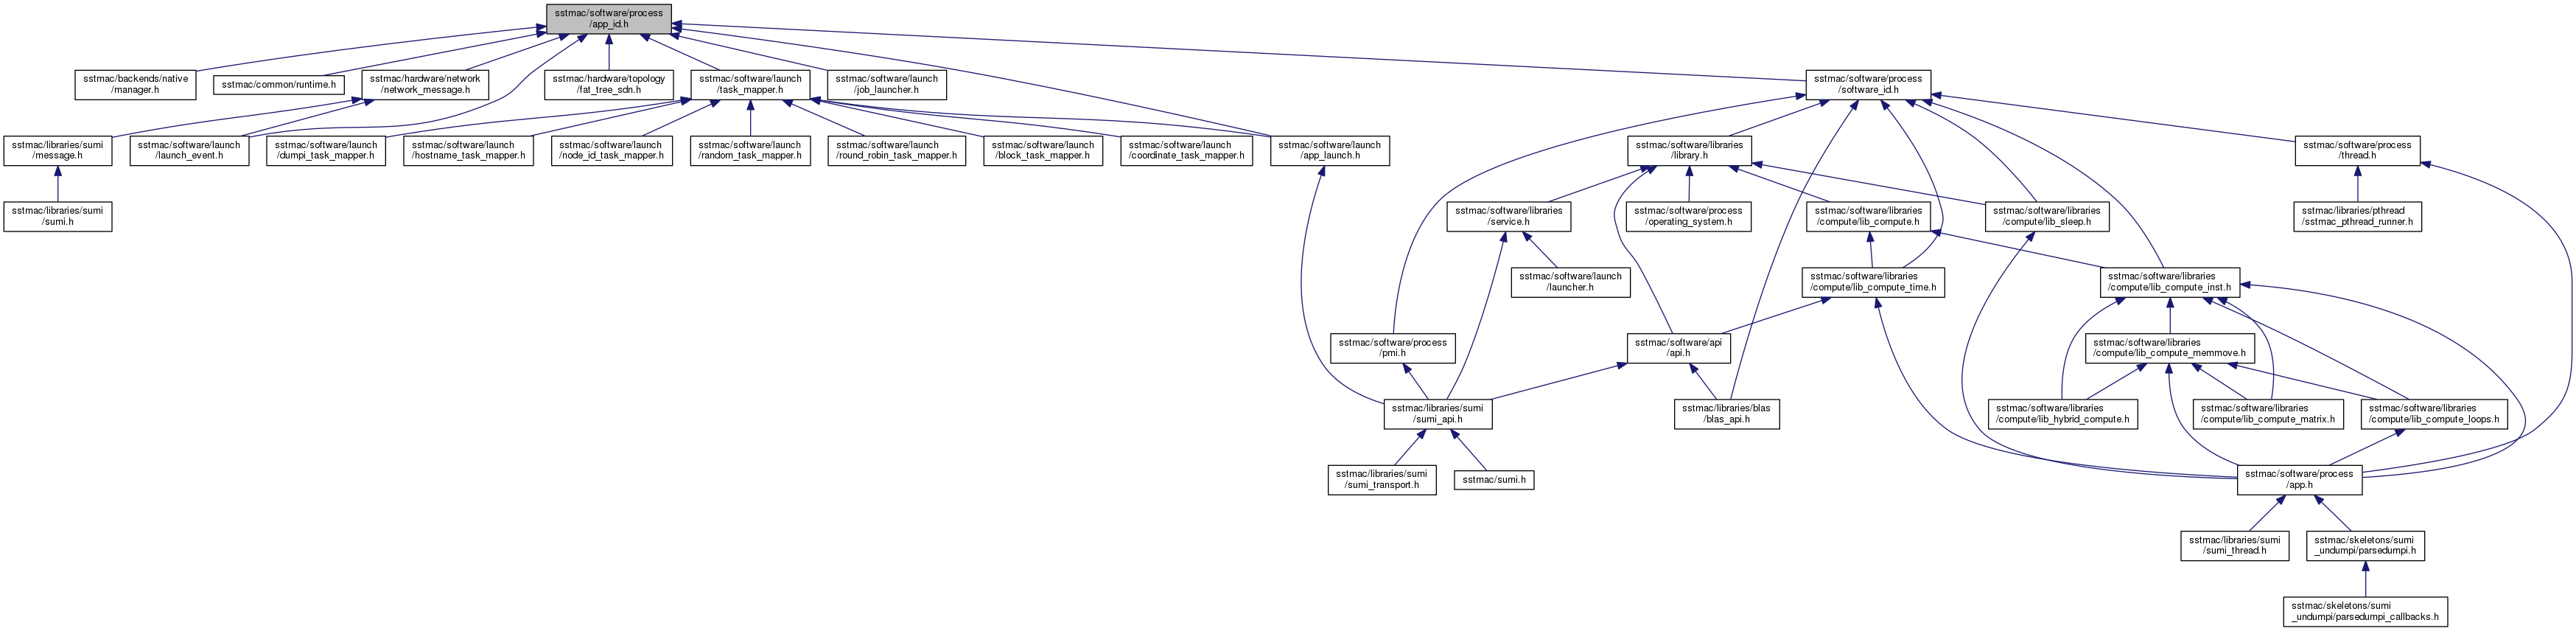 sstmac/software/process
/app_id.h
sstmac/backends/native
/manager.h
sstmac/common/runtime.h
sstmac/hardware/network
/network_message.h
sstmac/hardware/topology
/fat_tree_sdn.h
sstmac/software/launch
/task_mapper.h
sstmac/software/launch
/job_launcher.h
sstmac/software/process
/software_id.h
sstmac/libraries/sumi
/message.h
sstmac/software/launch
/launch_event.h
sstmac/software/launch
/dumpi_task_mapper.h
sstmac/software/launch
/hostname_task_mapper.h
sstmac/software/launch
/node_id_task_mapper.h
sstmac/software/launch
/random_task_mapper.h
sstmac/software/launch
/round_robin_task_mapper.h
sstmac/software/launch
/block_task_mapper.h
sstmac/software/launch
/coordinate_task_mapper.h
sstmac/software/launch
/app_launch.h
sstmac/software/libraries
/library.h
sstmac/software/process
/thread.h
sstmac/libraries/sumi
/sumi.h
sstmac/software/libraries
/service.h
sstmac/software/process
/operating_system.h
sstmac/software/libraries
/compute/lib_compute.h
sstmac/software/libraries
/compute/lib_sleep.h
sstmac/libraries/pthread
/sstmac_pthread_runner.h
sstmac/software/launch
/launcher.h
sstmac/software/libraries
/compute/lib_compute_time.h
sstmac/software/libraries
/compute/lib_compute_inst.h
sstmac/software/process
/pmi.h
sstmac/software/api
/api.h
sstmac/software/libraries
/compute/lib_compute_memmove.h
sstmac/libraries/sumi
/sumi_api.h
sstmac/libraries/blas
/blas_api.h
sstmac/software/libraries
/compute/lib_hybrid_compute.h
sstmac/software/libraries
/compute/lib_compute_matrix.h
sstmac/software/libraries
/compute/lib_compute_loops.h
sstmac/libraries/sumi
/sumi_transport.h
sstmac/sumi.h
sstmac/software/process
/app.h
sstmac/libraries/sumi
/sumi_thread.h
sstmac/skeletons/sumi
_undumpi/parsedumpi.h
sstmac/skeletons/sumi
_undumpi/parsedumpi_callbacks.h